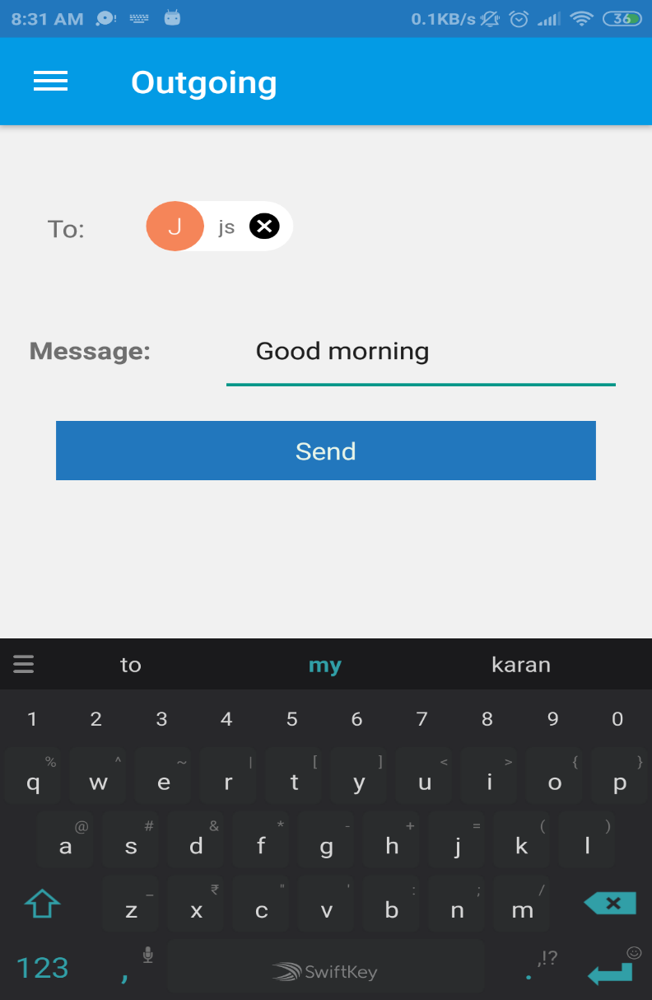 8:31 AM 0.1KB/s 36
Outgoing
To: J js
Message: Good morning
Send
to my karan
1 2 3 4 5 6 7 8 9 0
% ^ ~ | [ ] < > { }
q w e r t y u i o p
@ # & * - + = ( )
a s d f g h j k l
_ ₹ " ' : ; /
z x c v b n m
123 , SwiftKey . ,!?